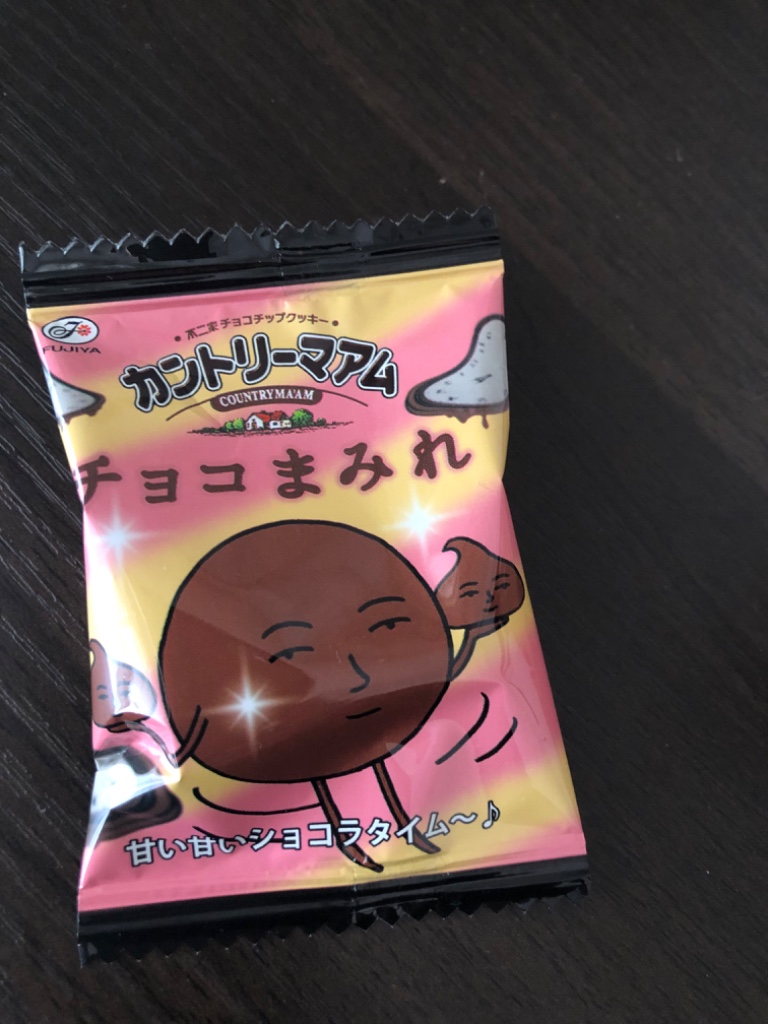 FUJIYA
・不二家チョコチップクッキー・
カントリーマアム
COUNTRY MA'AM
チョコまみれ
甘い甘いショコラタイム〜♪